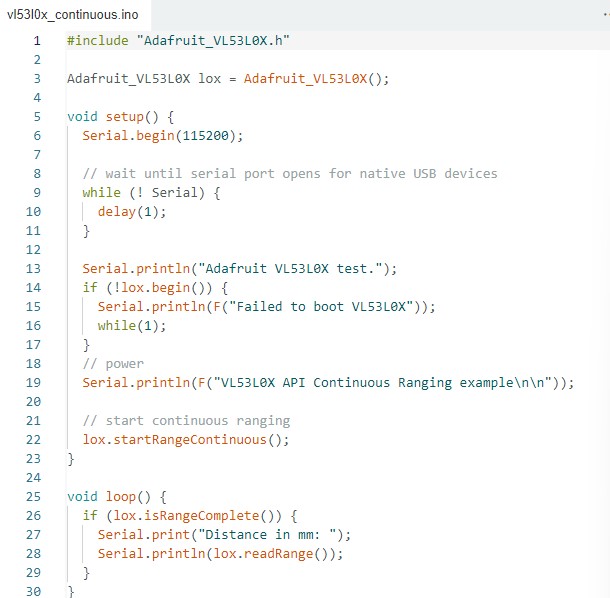 vl53l0x_continuous.ino
1 #include "Adafruit_VL53L0X.h"
2
3 Adafruit_VL53L0X lox = Adafruit_VL53L0X();
4
5 void setup() {
6   Serial.begin(115200);
7
8   // wait until serial port opens for native USB devices
9   while (! Serial) {
10     delay(1);
11   }
12
13   Serial.println("Adafruit VL53L0X test.");
14   if (!lox.begin()) {
15     Serial.println(F("Failed to boot VL53L0X"));
16     while(1);
17   }
18   // power
19   Serial.println(F("VL53L0X API Continuous Ranging example\n\n"));
20
21   // start continuous ranging
22   lox.startRangeContinuous();
23 }
24
25 void loop() {
26   if (lox.isRangeComplete()) {
27     Serial.print("Distance in mm: ");
28     Serial.println(lox.readRange());
29   }
30 }